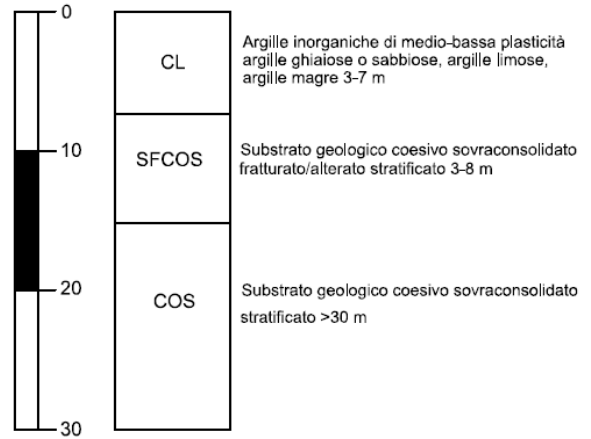 0
CL
Argille inorganiche di medio-bassa plasticità
argille ghiaiose o sabbiose, argille limose,
argille magre 3-7 m
10
SFCOS
Substrato geologico coesivo sovraconsolidato
fratturato/alterato stratificato 3-8 m
20
COS
Substrato geologico coesivo sovraconsolidato
stratificato >30 m
30